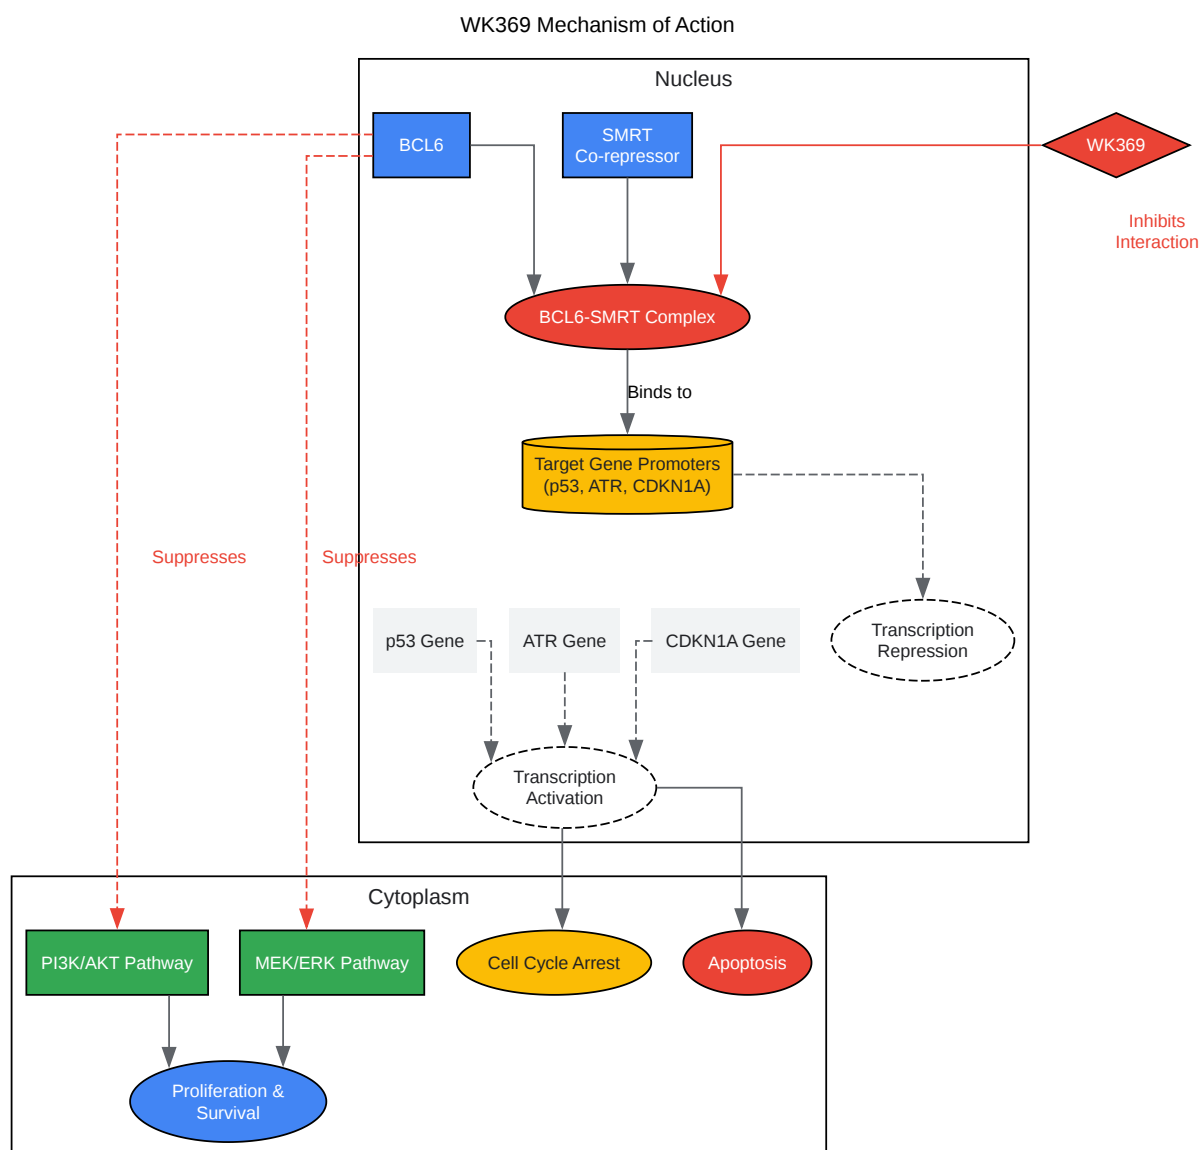 WK369 Mechanism of Action
Nucleus
BCL6
SMRT
Co-repressor
WK369
Inhibits
Interaction
BCL6-SMRT Complex
Binds to
Target Gene Promoters
(p53, ATR, CDKN1A)
Suppresses
Suppresses
p53 Gene
ATR Gene
CDKN1A Gene
Transcription
Repression
Transcription
Activation
Cytoplasm
PI3K/AKT Pathway
MEK/ERK Pathway
Cell Cycle Arrest
Apoptosis
Proliferation &
Survival